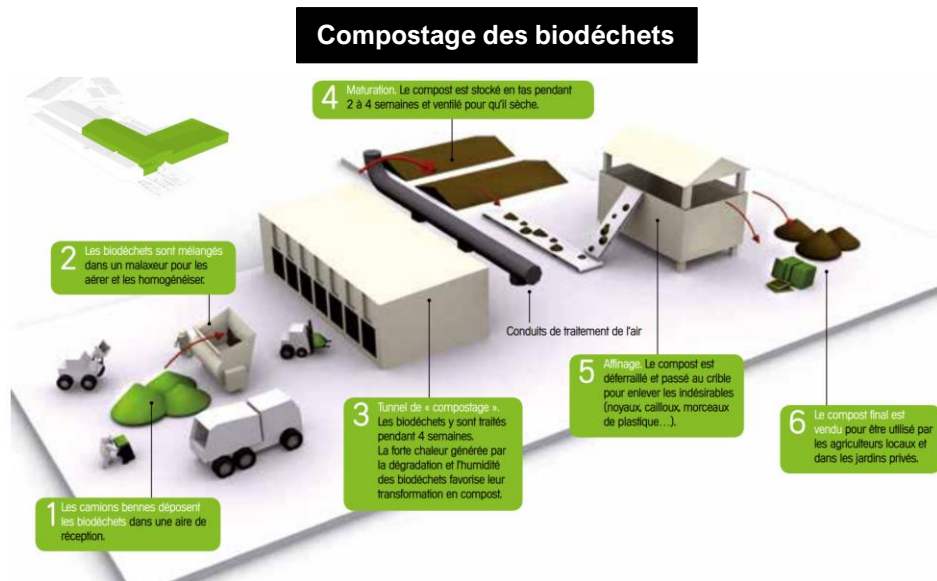 Compostage des biodéchets
4 Maturation. Le compost est stocké en tas pendant
2 à 4 semaines et ventilé pour qu'il sèche.
2 Les biodéchets sont mélangés
dans un malaxeur pour les
aérer et les homogénéiser.
Conduits de traitement de l'air
5 Affinage. Le compost est
déferraillé et passé au crible
pour enlever les indésirables
(noyaux, cailloux, morceaux
de plastique…).
3 Tunnel de « compostage ».
Les biodéchets y sont traités
pendant 4 semaines.
La forte chaleur générée par
la dégradation et l'humidité
des biodéchets favorise leur
transformation en compost.
6 Le compost final est
vendu pour être utilisé par
les agriculteurs locaux et
dans les jardins privés.
1 Les camions bennes déposent
les biodéchets dans une aire de
réception.